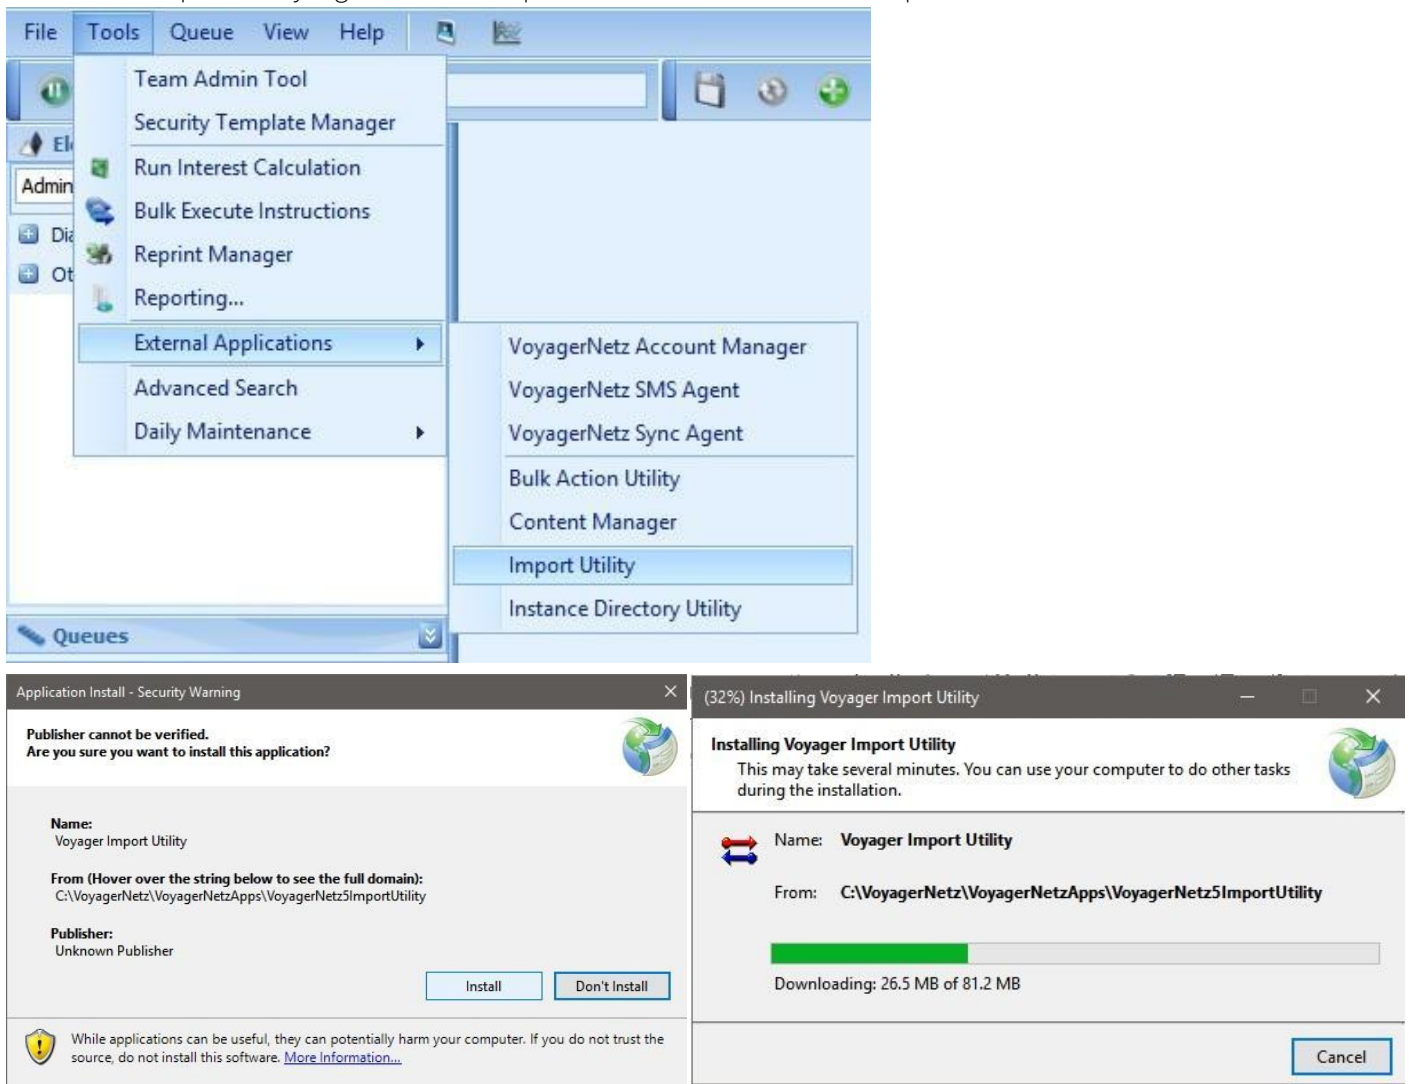 File Tools Queue View Help
Team Admin Tool
Security Template Manager
El
Admin
Run Interest Calculation
Bulk Execute Instructions
Dia
Reprint Manager
Ot
Reporting...
External Applications
Advanced Search
Daily Maintenance
VoyagerNetz Account Manager
VoyagerNetz SMS Agent
VoyagerNetz Sync Agent
Bulk Action Utility
Content Manager
Import Utility
Instance Directory Utility
Queues
Application Install - Security Warning
Publisher cannot be verified.
Are you sure you want to install this application?
Name:
Voyager Import Utility
From (Hover over the string below to see the full domain):
C:\VoyagerNetz\VoyagerNetzApps\VoyagerNetz5ImportUtility
Publisher:
Unknown Publisher
Install Don't Install
While applications can be useful, they can potentially harm your computer. If you do not trust the
source, do not install this software. More Information...
(32%) Installing Voyager Import Utility
Installing Voyager Import Utility
This may take several minutes. You can use your computer to do other tasks
during the installation.
Name: Voyager Import Utility
From: C:\VoyagerNetz\VoyagerNetzApps\VoyagerNetz5ImportUtility
Downloading: 26.5 MB of 81.2 MB
Cancel